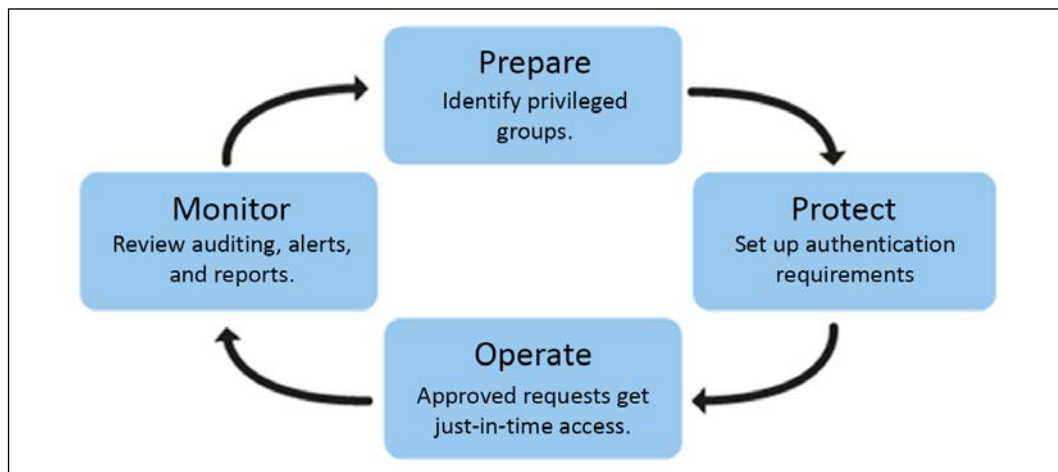 Prepare
Identify privileged
groups.
Protect
Set up authentication
requirements
Operate
Approved requests get
just-in-time access.
Monitor
Review auditing, alerts,
and reports.